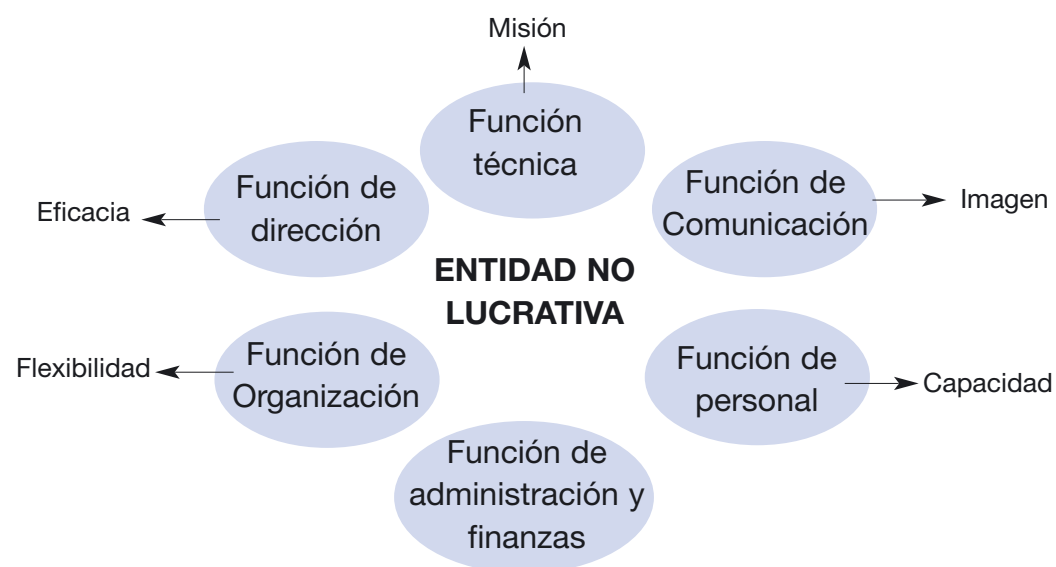 Misión
Función
técnica
Función de
dirección
Eficacia
Función de
Comunicación
Imagen
ENTIDAD NO
LUCRATIVA
Función de
Organización
Flexibilidad
Función de
personal
Capacidad
Función de
administración y
finanzas